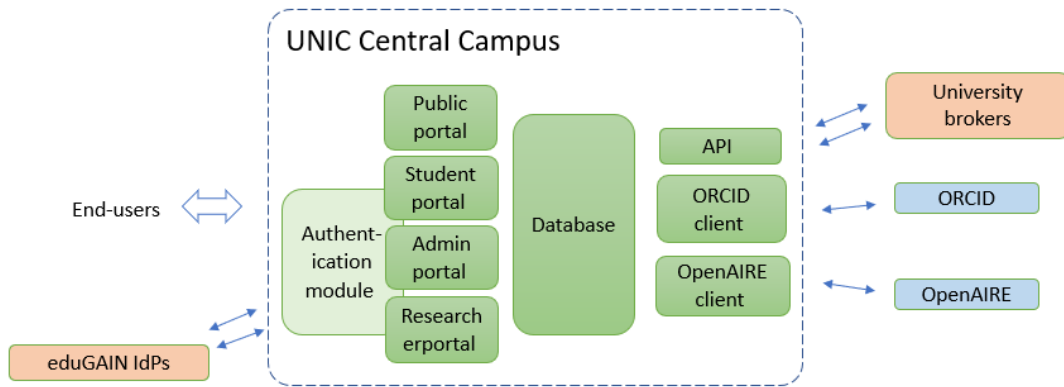 UNIC Central Campus
Public
portal
Student
portal
Authent-
ication
module
Admin
portal
Research
erportal
Database
API
ORCID
client
OpenAIRE
client
End-users
eduGAIN IdPs
University
brokers
ORCID
OpenAIRE